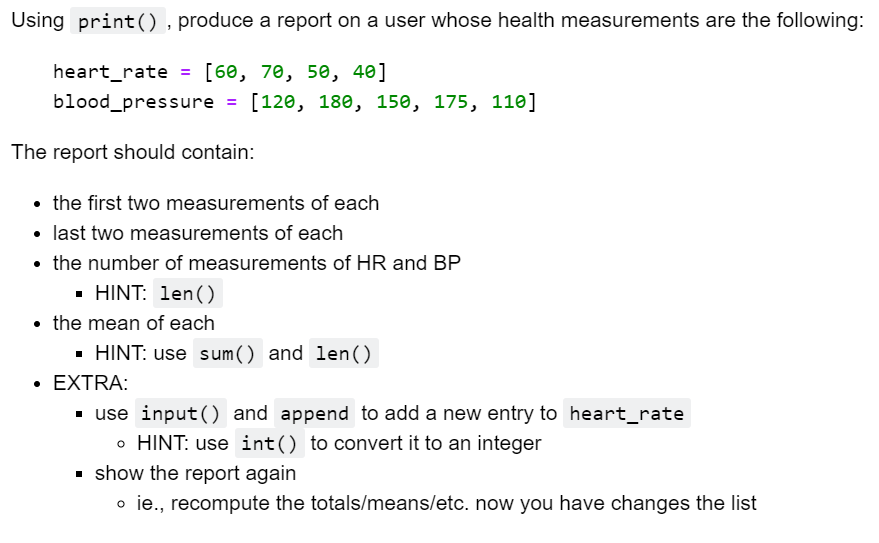 Using print(), produce a report on a user whose health measurements are the following:
heart_rate = [60, 70, 50, 40]
blood_pressure = [120, 180, 150, 175, 110]
The report should contain:
• the first two measurements of each
• last two measurements of each
• the number of measurements of HR and BP
▪ HINT: len()
• the mean of each
▪ HINT: use sum() and len()
• EXTRA:
▪ use input() and append to add a new entry to heart_rate
◦ HINT: use int() to convert it to an integer
▪ show the report again
◦ ie., recompute the totals/means/etc. now you have changes the list